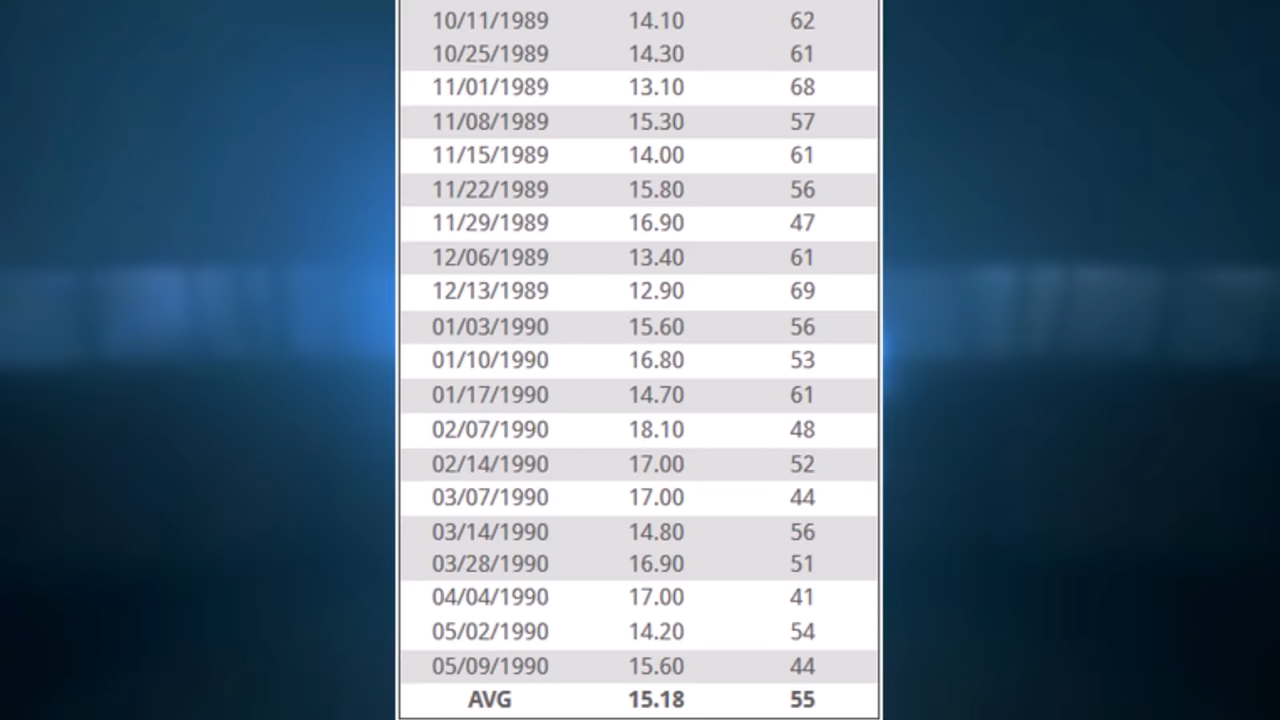 10/11/1989 14.10 62
10/25/1989 14.30 61
11/01/1989 13.10 68
11/08/1989 15.30 57
11/15/1989 14.00 61
11/22/1989 15.80 56
11/29/1989 16.90 47
12/06/1989 13.40 61
12/13/1989 12.90 69
01/03/1990 15.60 56
01/10/1990 16.80 53
01/17/1990 14.70 61
02/07/1990 18.10 48
02/14/1990 17.00 52
03/07/1990 17.00 44
03/14/1990 14.80 56
03/28/1990 16.90 51
04/04/1990 17.00 41
05/02/1990 14.20 54
05/09/1990 15.60 44
AVG 15.18 55